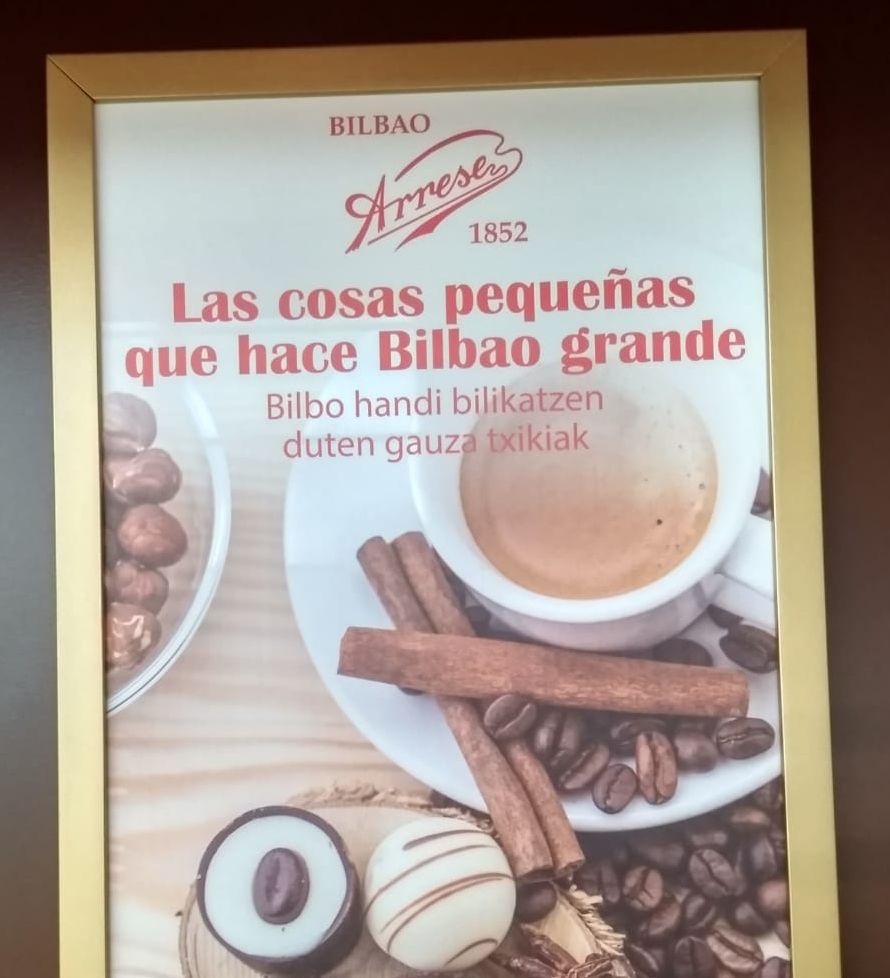 BILBAO
Arrese
1852
Las cosas pequeñas
que hace Bilbao grande
Bilbo handi bilikatzen
duten gauza txikiak